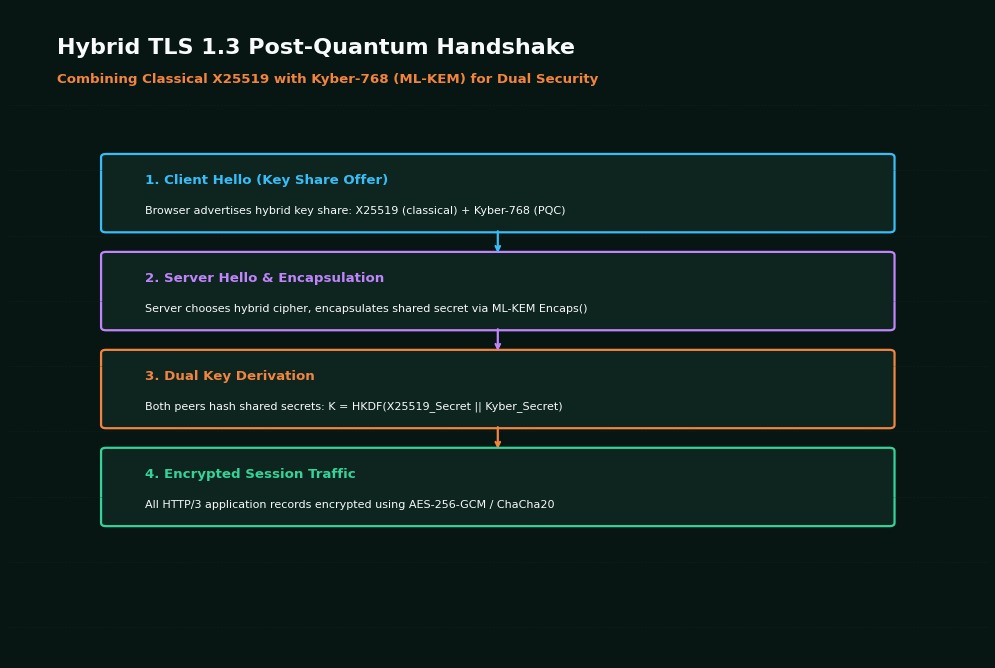 Hybrid TLS 1.3 Post-Quantum Handshake
Combining Classical X25519 with Kyber-768 (ML-KEM) for Dual Security
1. Client Hello (Key Share Offer)
Browser advertises hybrid key share: X25519 (classical) + Kyber-768 (PQC)
2. Server Hello & Encapsulation
Server chooses hybrid cipher, encapsulates shared secret via ML-KEM Encaps()
3. Dual Key Derivation
Both peers hash shared secrets: K = HKDF(X25519_Secret || Kyber_Secret)
4. Encrypted Session Traffic
All HTTP/3 application records encrypted using AES-256-GCM / ChaCha20